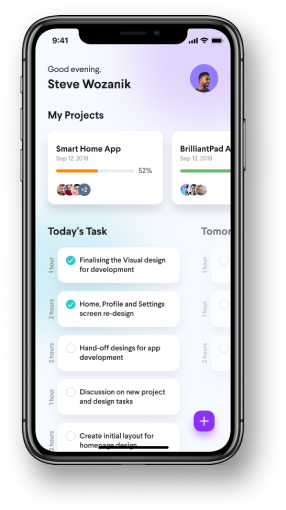 9:41
Good evening,
Steve Wozanik
My Projects
Smart Home App
Sep 12, 2019
52%
+2
BrilliantPad A
Sep 12, 2019
Today's Task
Tomor
1 hour
Finalising the Visual design
for development
1 hour
2 hours
Home, Profile and Settings
screen re-design
1 hour
2 hours
Hand-off desings for app
development
2 hours
1 hour
Discussion on new project
and design tasks
2 hours
Create initial layout for
homepage design